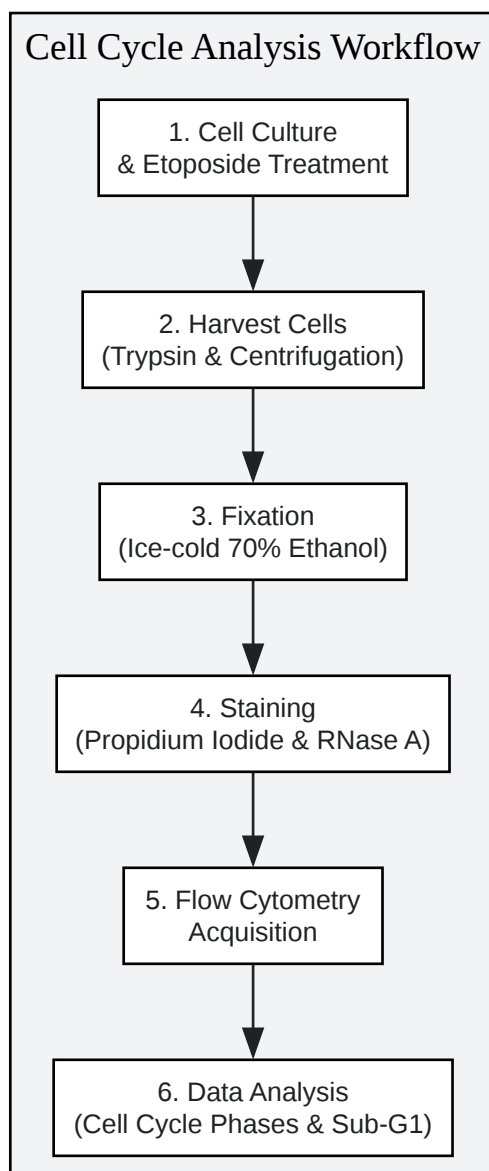 Cell Cycle Analysis Workflow
1. Cell Culture
& Etoposide Treatment
2. Harvest Cells
(Trypsin & Centrifugation)
3. Fixation
(Ice-cold 70% Ethanol)
4. Staining
(Propidium Iodide & RNase A)
5. Flow Cytometry
Acquisition
6. Data Analysis
(Cell Cycle Phases & Sub-G1)